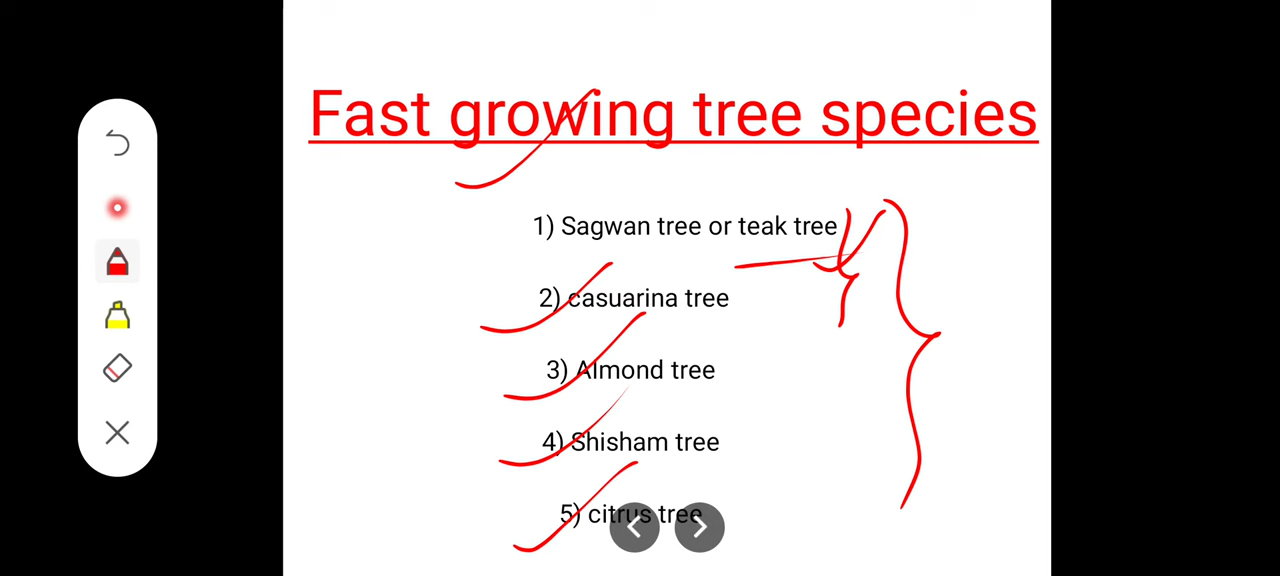 Fast growing tree species
1) Sagwan tree or teak tree
2) casuarina tree
3) Almond tree
4) Shisham tree
5) citrus tree